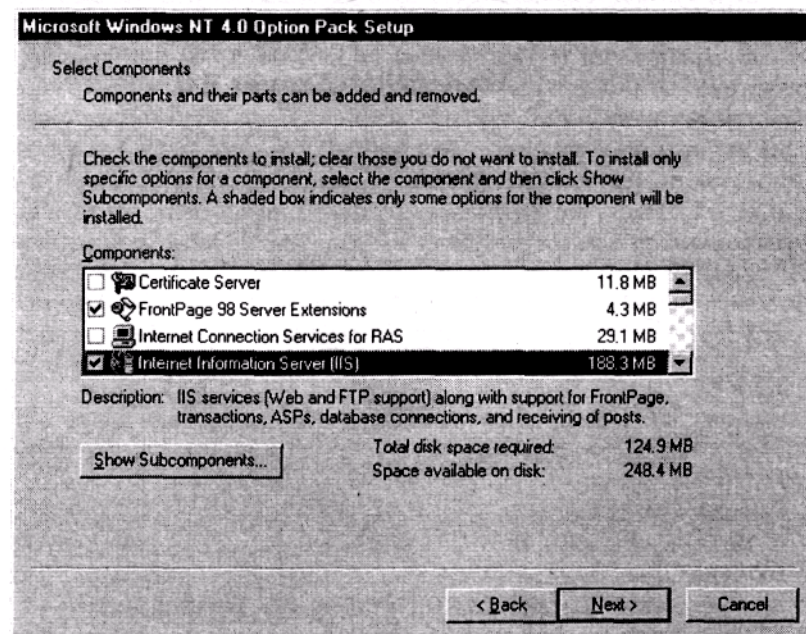 Microsoft Windows NT 4.0 Option Pack Setup
Select Components
Components and their parts can be added and removed.
Check the components to install; clear those you do not want to install. To install only
specific options for a component, select the component and then click Show
Subcomponents. A shaded box indicates only some options for the component will be
installed.
Components:
Certificate Server 11.8 MB
FrontPage 98 Server Extensions 4.3 MB
Internet Connection Services for RAS 29.1 MB
Internet Information Server (IIS) 188.3 MB
Description: IIS services (Web and FTP support) along with support for FrontPage,
transactions, ASPs, database connections, and receiving of posts.
Show Subcomponents... Total disk space required: 124.9 MB
Space available on disk: 248.4 MB
< Back Next > Cancel